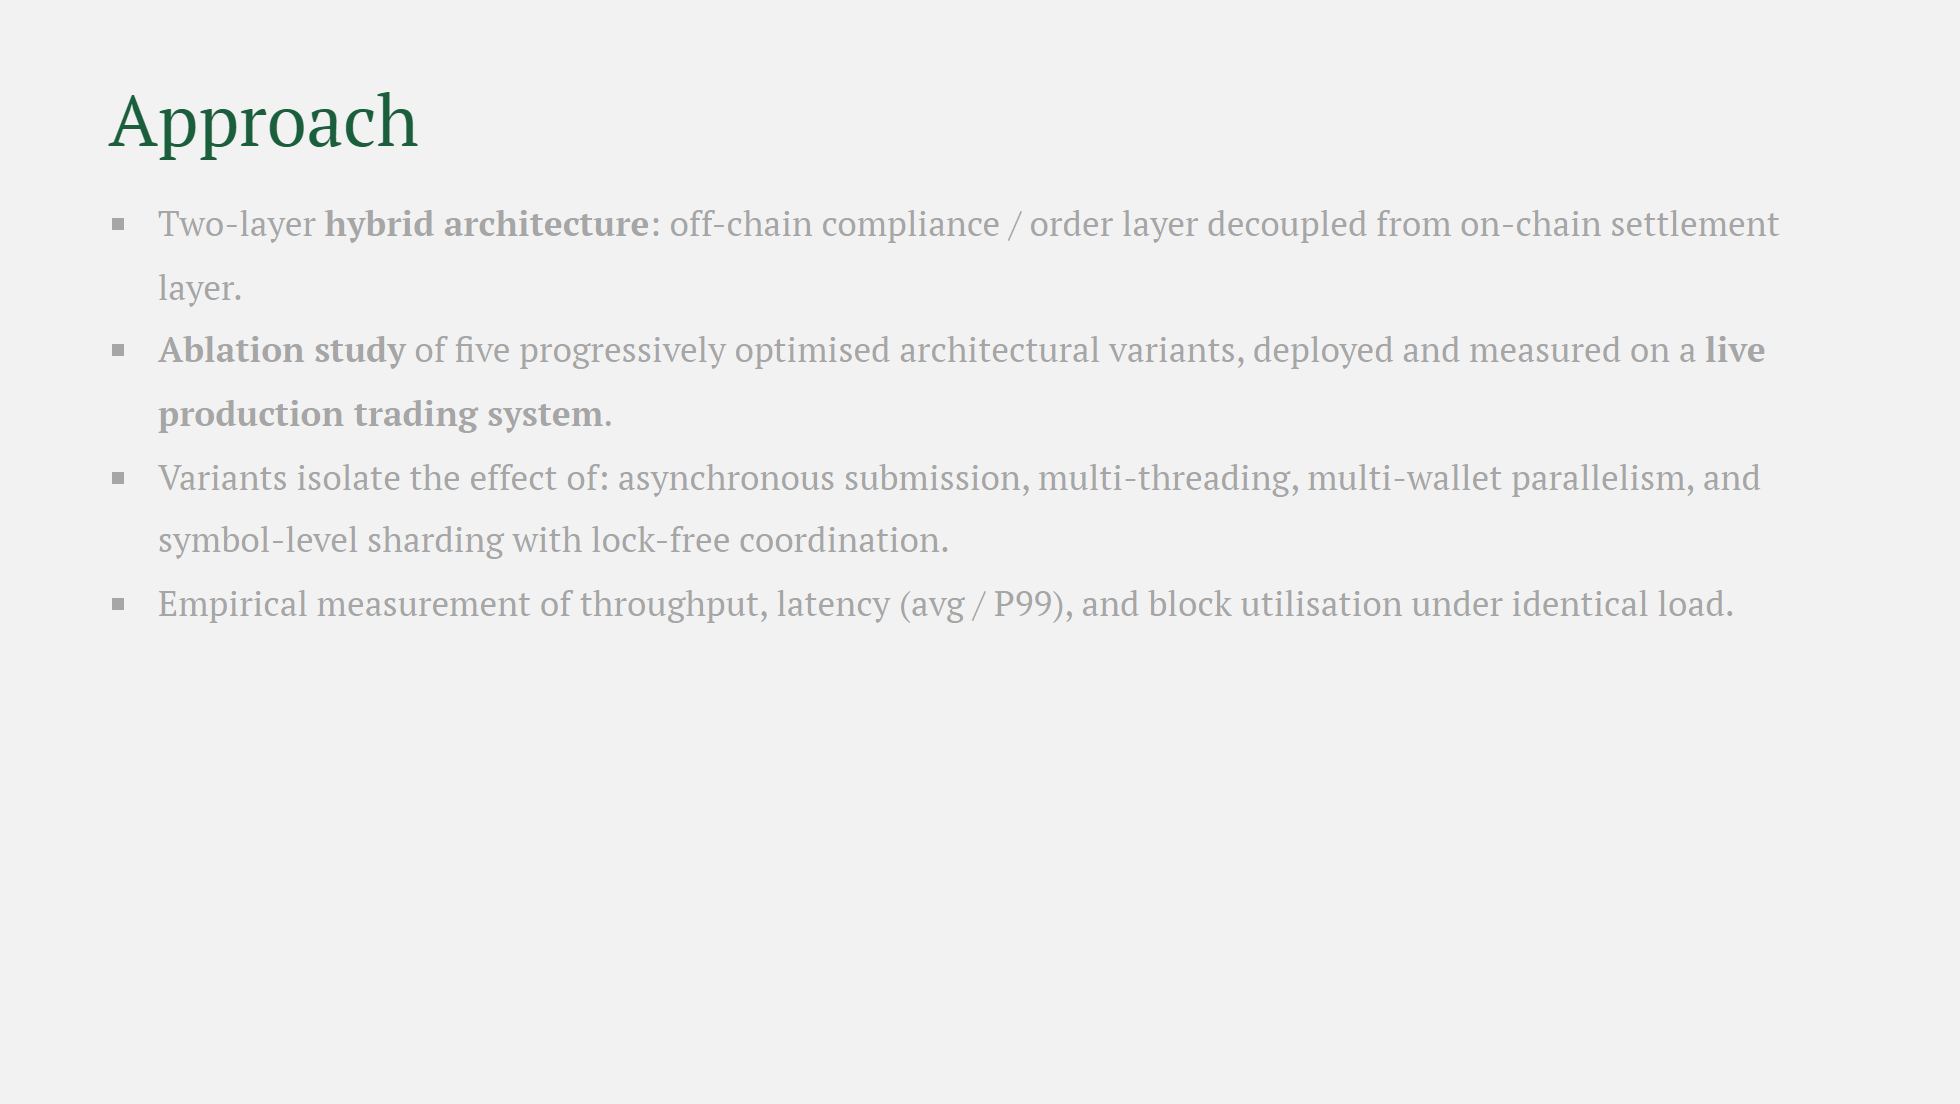 Approach
▪ Two-layer hybrid architecture: off-chain compliance / order layer decoupled from on-chain settlement
layer.
▪ Ablation study of five progressively optimised architectural variants, deployed and measured on a live
production trading system.
▪ Variants isolate the effect of: asynchronous submission, multi-threading, multi-wallet parallelism, and
symbol-level sharding with lock-free coordination.
▪ Empirical measurement of throughput, latency (avg / P99), and block utilisation under identical load.